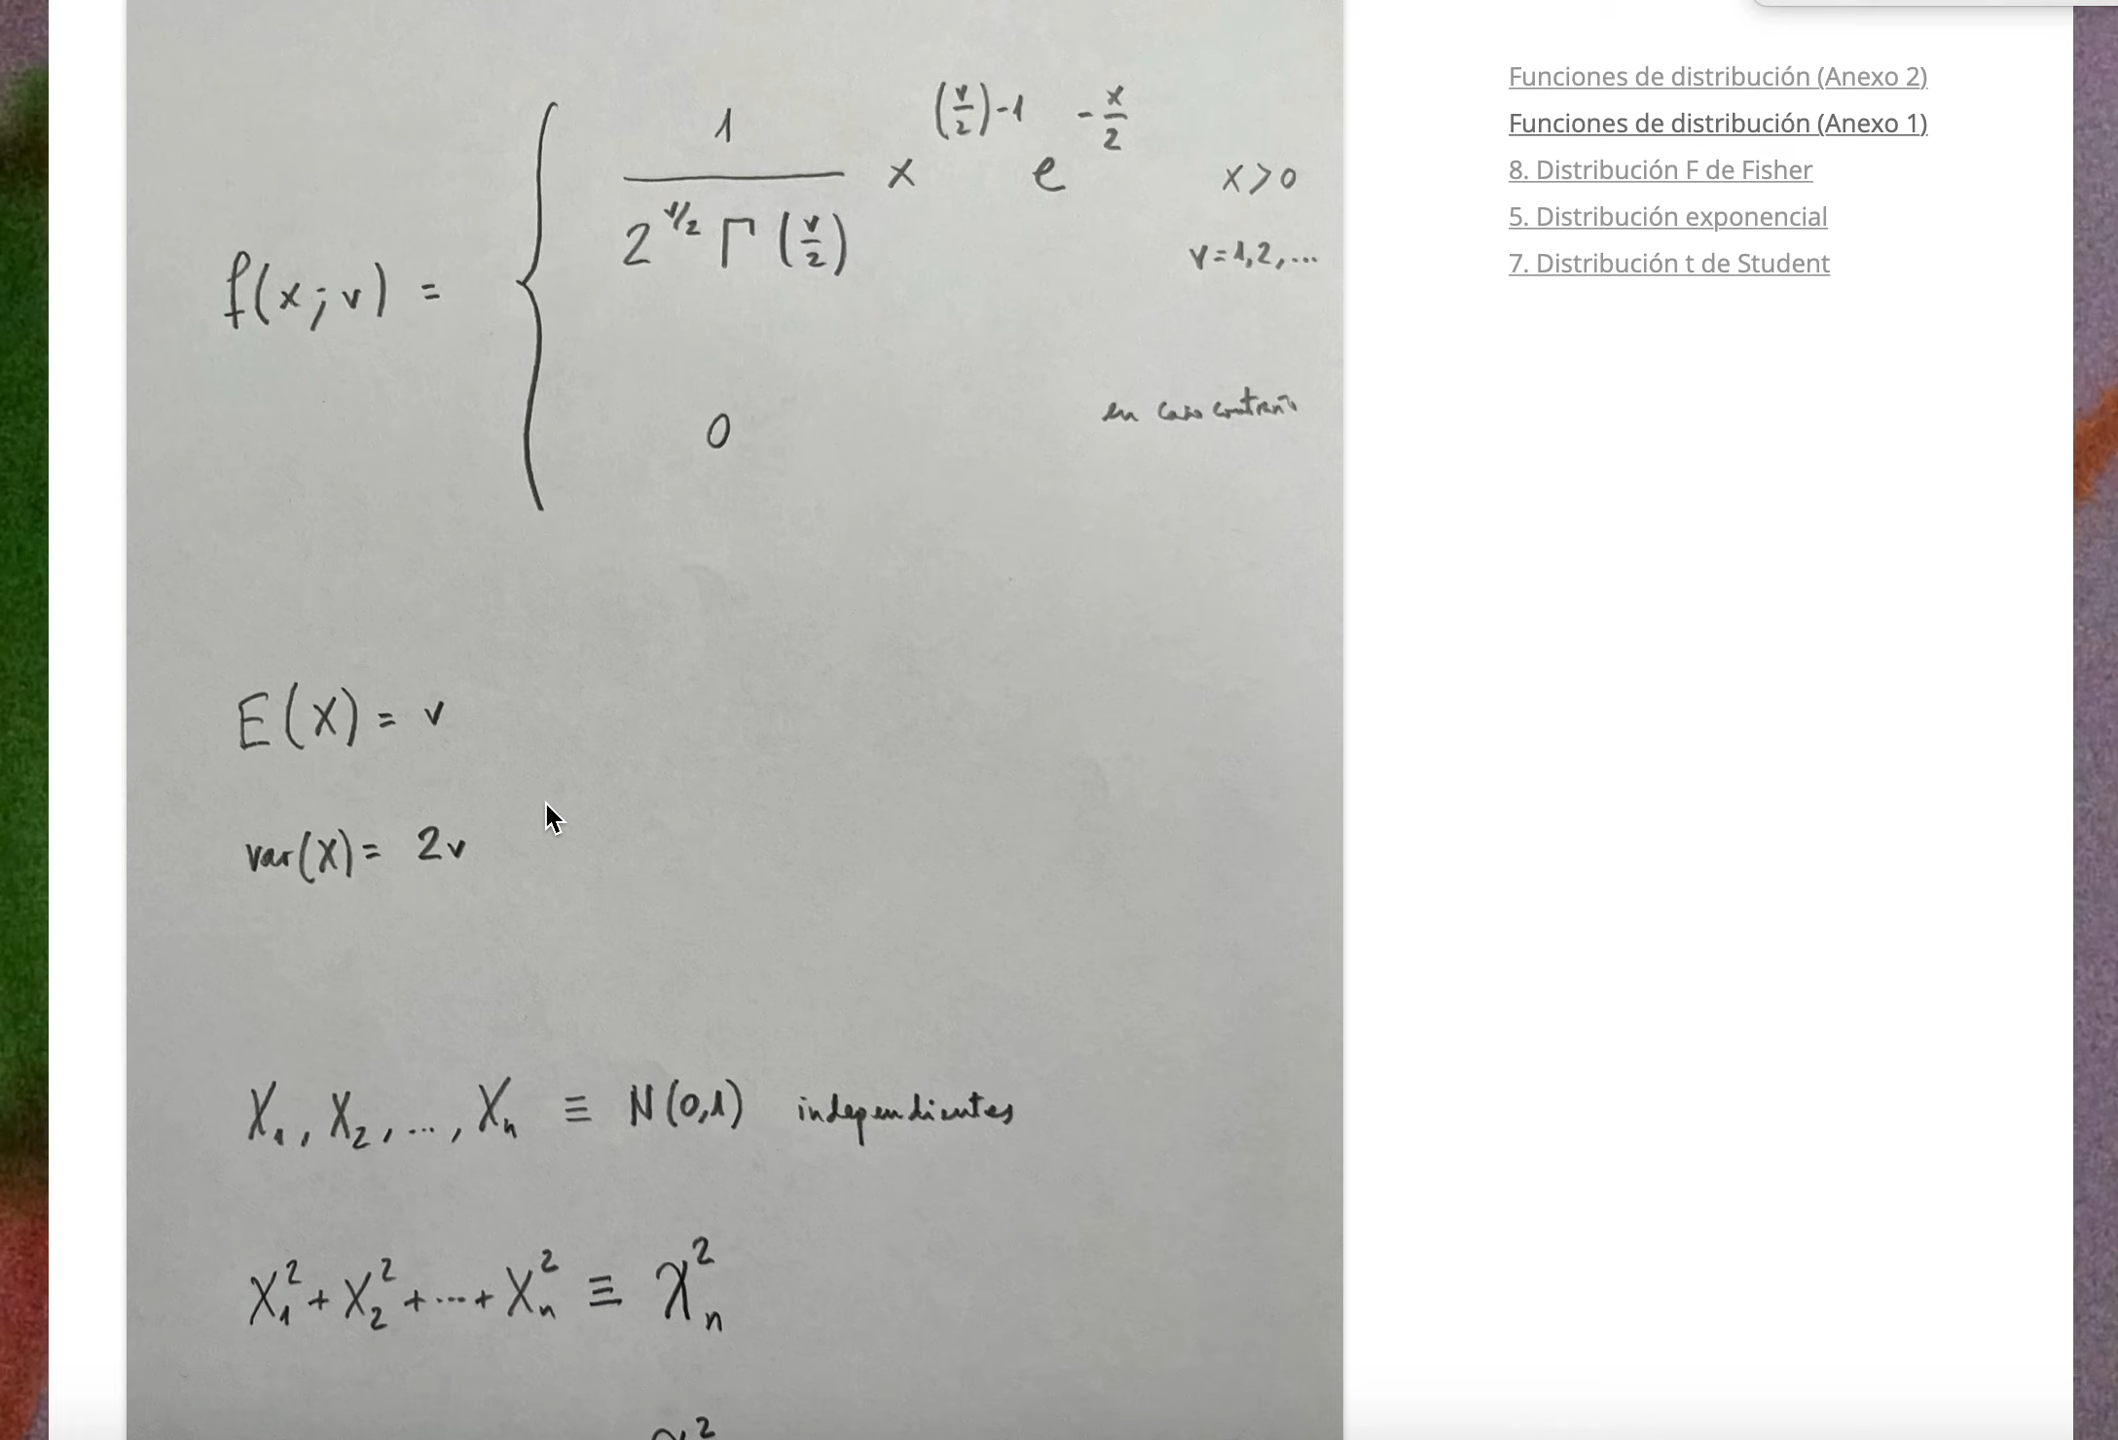 f(x;ν) = { 1 / (2^{ν/2} Γ(ν/2)) x^{(ν/2)-1} e^{-x/2} x>0
ν=1,2,...
0 en caso contrario
E(X) = ν
var(X) = 2ν
X₁, X₂, ..., Xₙ ≡ N(0,1) independientes
X₁² + X₂² + ... + Xₙ² ≡ χₙ²
Funciones de distribución (Anexo 2)
Funciones de distribución (Anexo 1)
8. Distribución F de Fisher
5. Distribución exponencial
7. Distribución t de Student